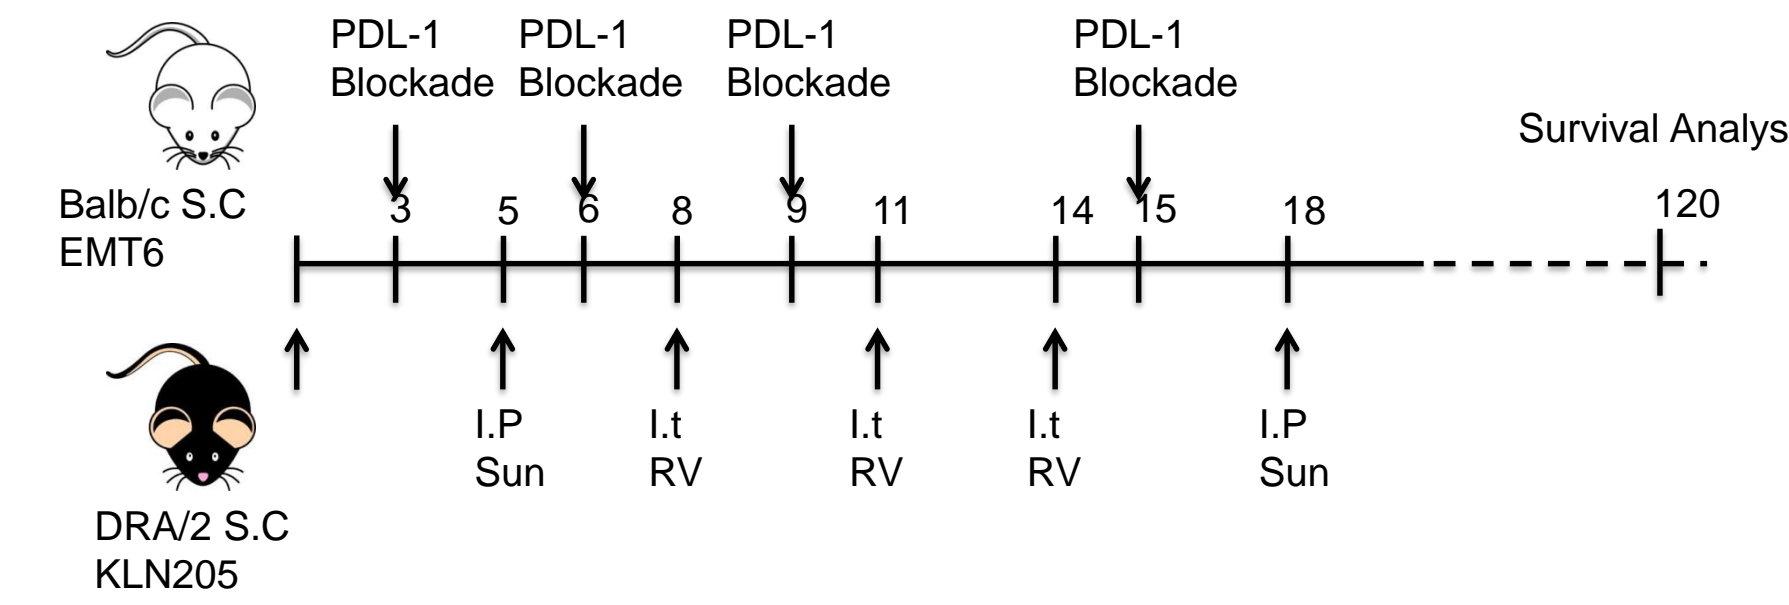 PDL-1 PDL-1 PDL-1 PDL-1
Blockade Blockade Blockade Blockade
Survival Analys
Balb/c S.C
EMT6
3 5 6 8 9 11 14 15 18 120
I.P I.t I.t I.t I.P
Sun RV RV RV Sun
DRA/2 S.C
KLN205